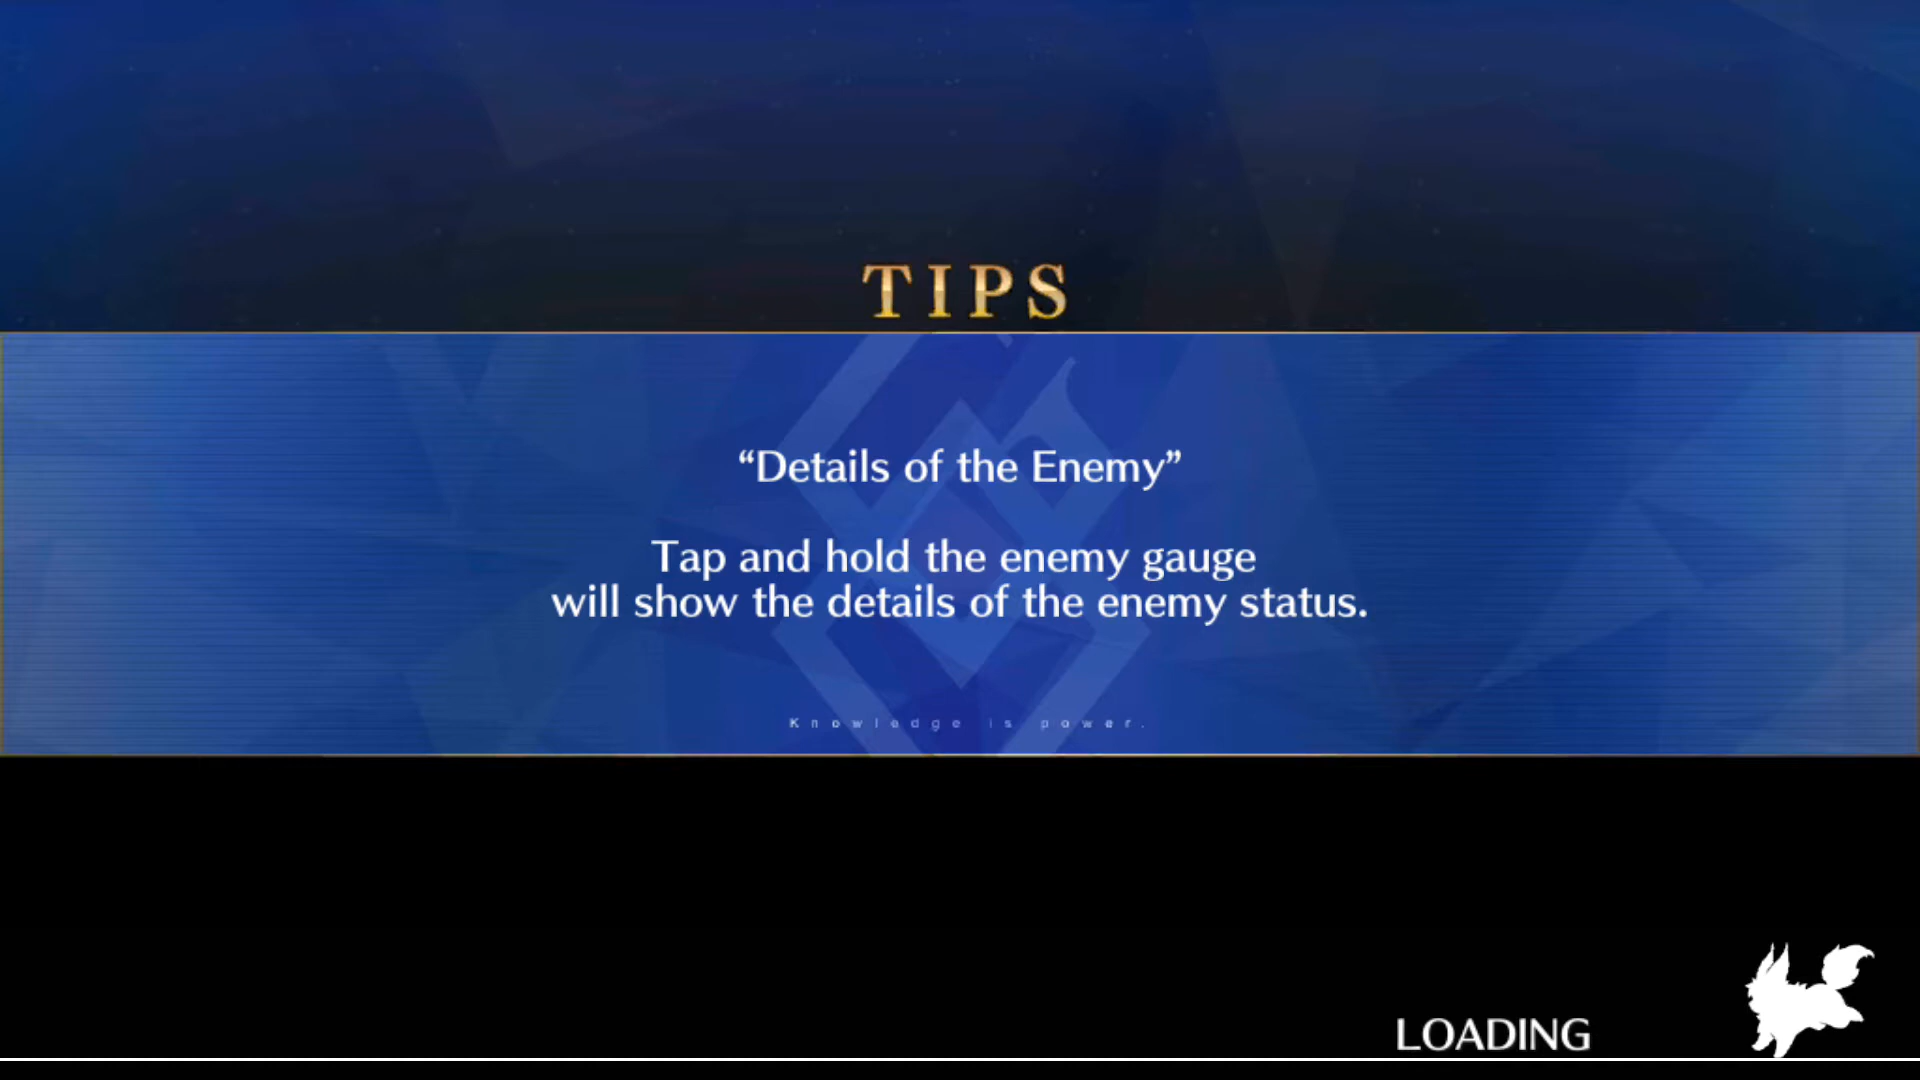 TIPS
“Details of the Enemy”
Tap and hold the enemy gauge
will show the details of the enemy status.
Knowledge is power.
LOADING